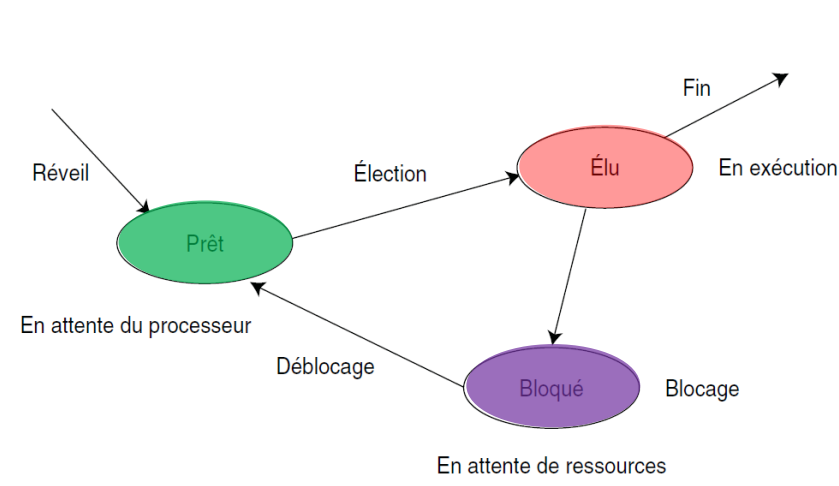 Fin
Élu
En exécution
Réveil
Élection
Prêt
En attente du processeur
Déblocage
Bloqué
Blocage
En attente de ressources